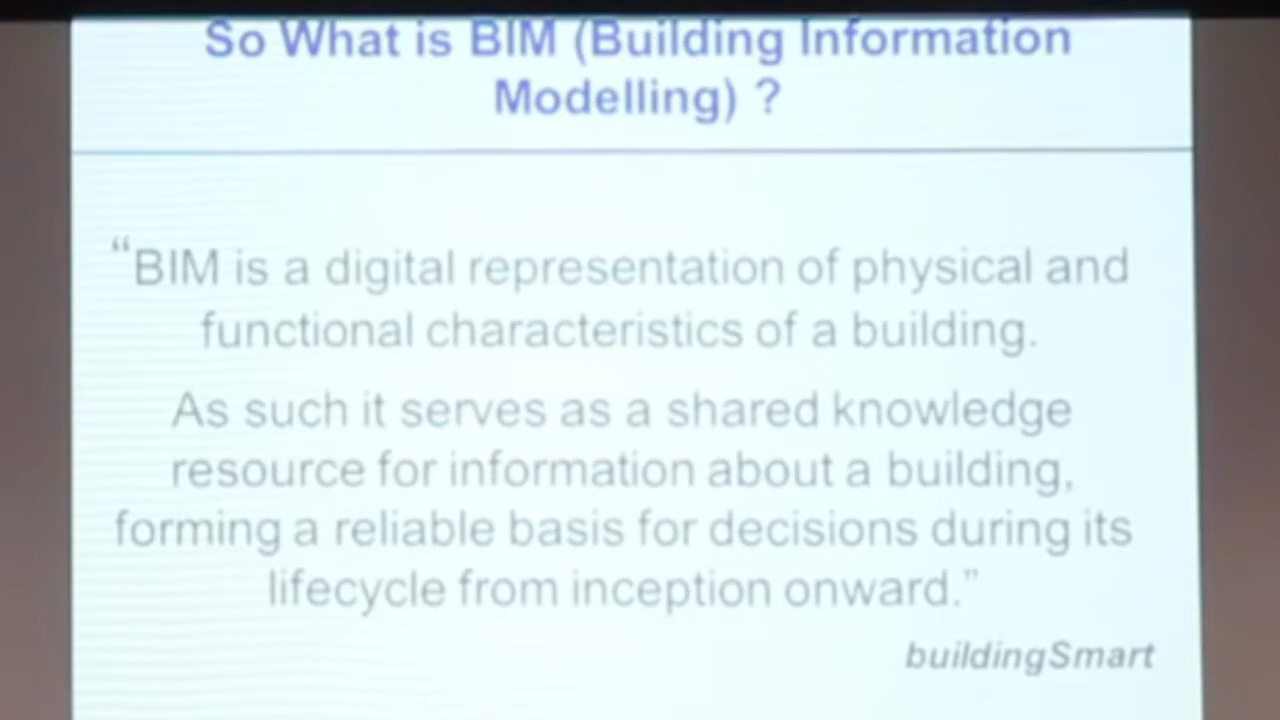 So What is BIM (Building Information
Modelling) ?
“BIM is a digital representation of physical and
functional characteristics of a building.
As such it serves as a shared knowledge
resource for information about a building,
forming a reliable basis for decisions during its
lifecycle from inception onward.”
buildingSmart